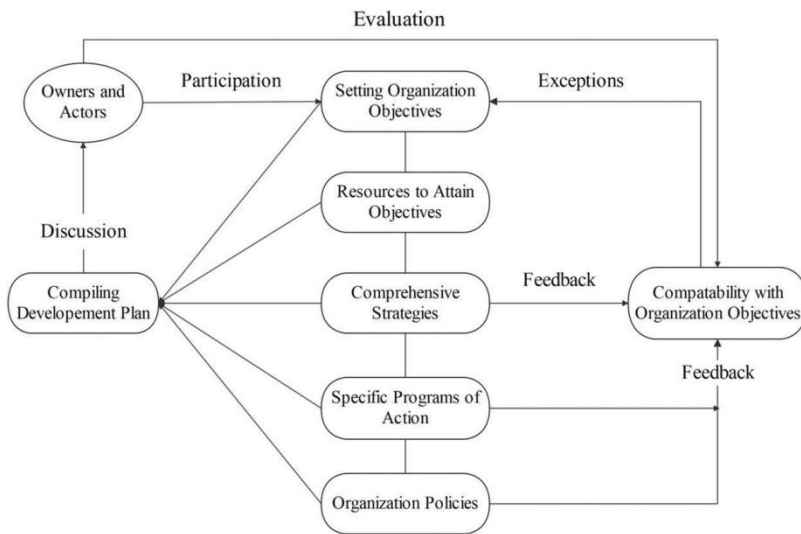 Evaluation
Owners and
Actors
Participation
Setting Organization
Objectives
Exceptions
Resources to Attain
Objectives
Discussion
Compiling
Developement Plan
Comprehensive
Strategies
Feedback
Compatability with
Organization Objectives
Feedback
Specific Programs of
Action
Organization Policies